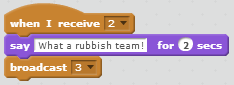 when I receive 2
say What a rubbish team! for 2 secs
broadcast 3